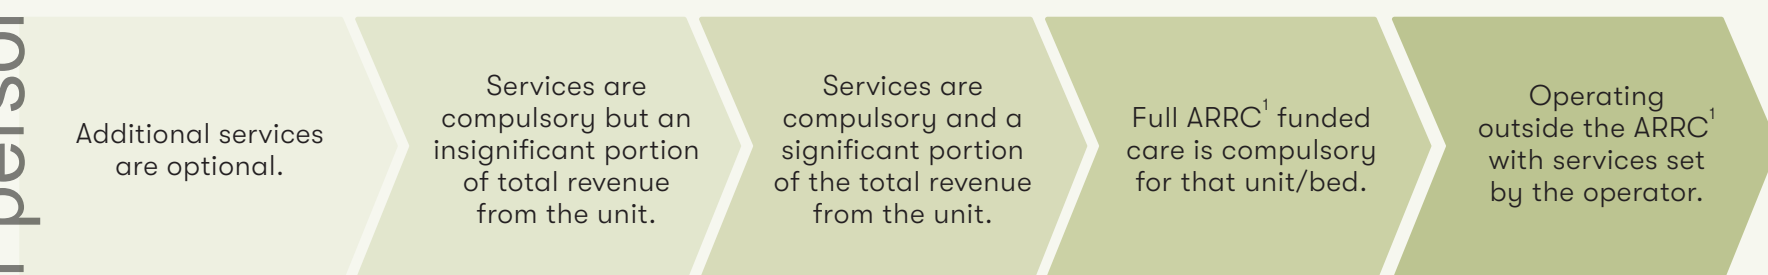 Additional services
are optional.
Services are
compulsory but an
insignificant portion
of total revenue
from the unit.
Services are
compulsory and a
significant portion
of the total revenue
from the unit.
Full ARRC¹ funded
care is compulsory
for that unit/bed.
Operating
outside the ARRC¹
with services set
by the operator.